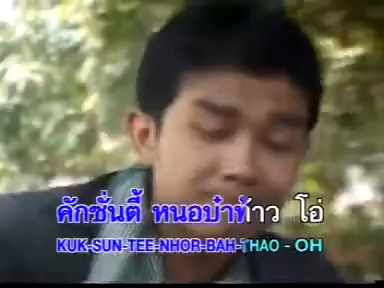 คักซั่นตี้ หนอบ๋าท้าว โอ่
KUK-SUN-TEE-NHOR-BAH-THAO - OH